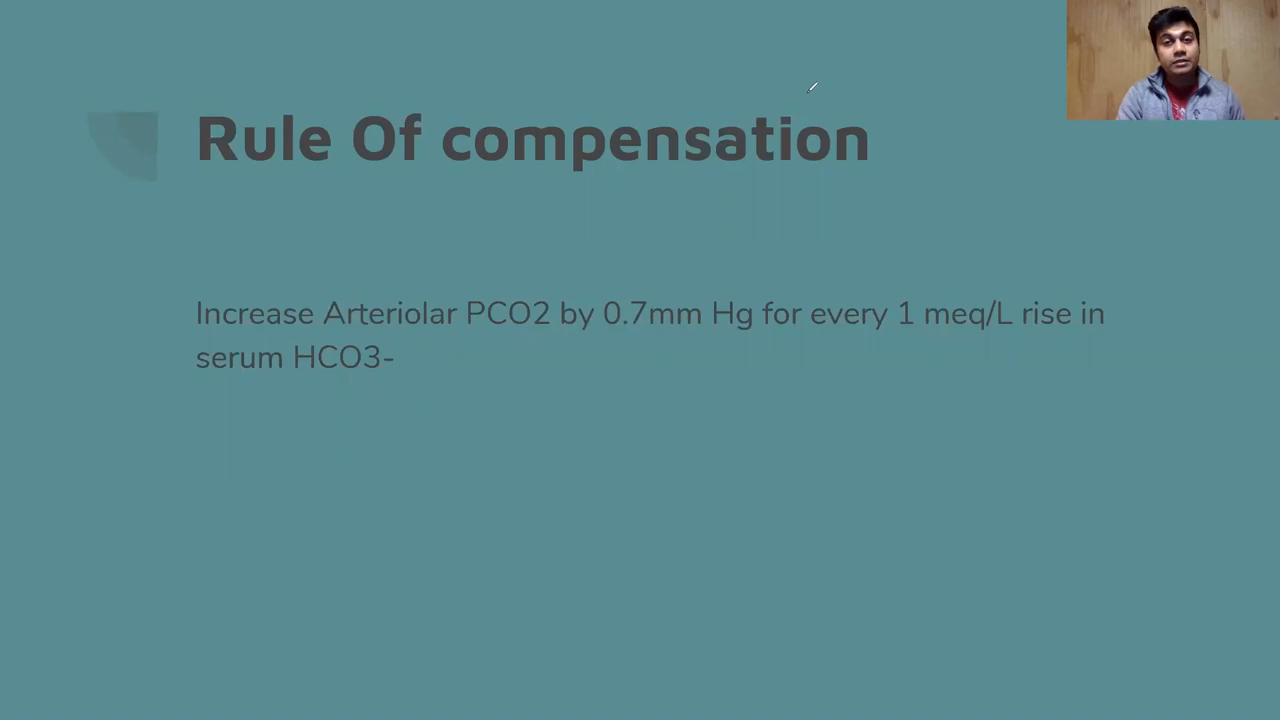 Rule Of compensation
Increase Arteriolar PCO2 by 0.7mm Hg for every 1 meq/L rise in
serum HCO3-